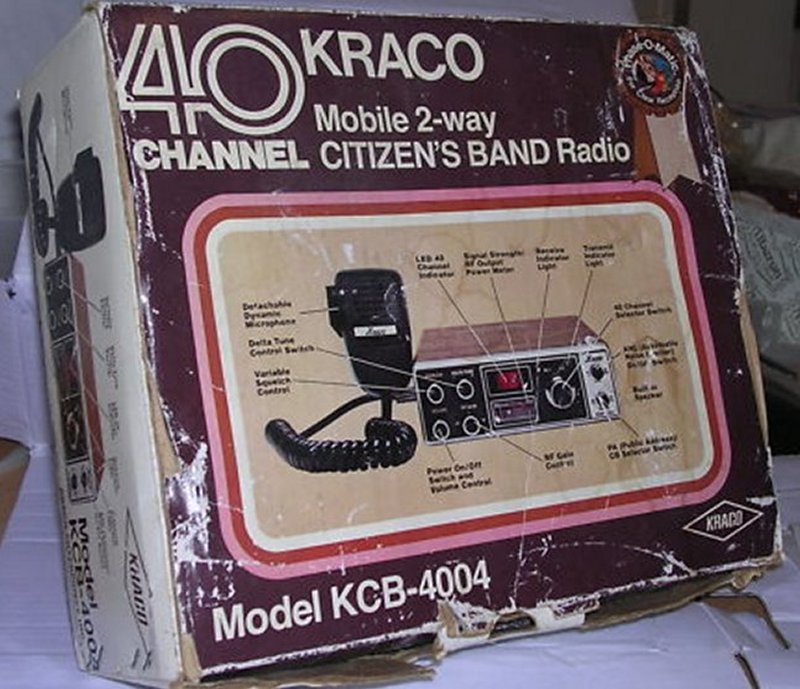 40
KRACO
Mobile 2-way
CHANNEL CITIZEN'S BAND Radio
LED 40
Channel
Indicator
Signal Strength/
RF Output
Power Meter
Receive
Indicator
Light
Transmit
Indicator
Light
Detachable
Dynamic
Microphone
Delta Tune
Control Switch
Variable
Squelch
Control
40 Channel
Selector Switch
Built in
Speaker
PA (Public Address)
CB Selector Switch
Power On/Off
Switch and
Volume Control
RF Gain
Control
KRACO
Model KCB-4004
KRACO
Model